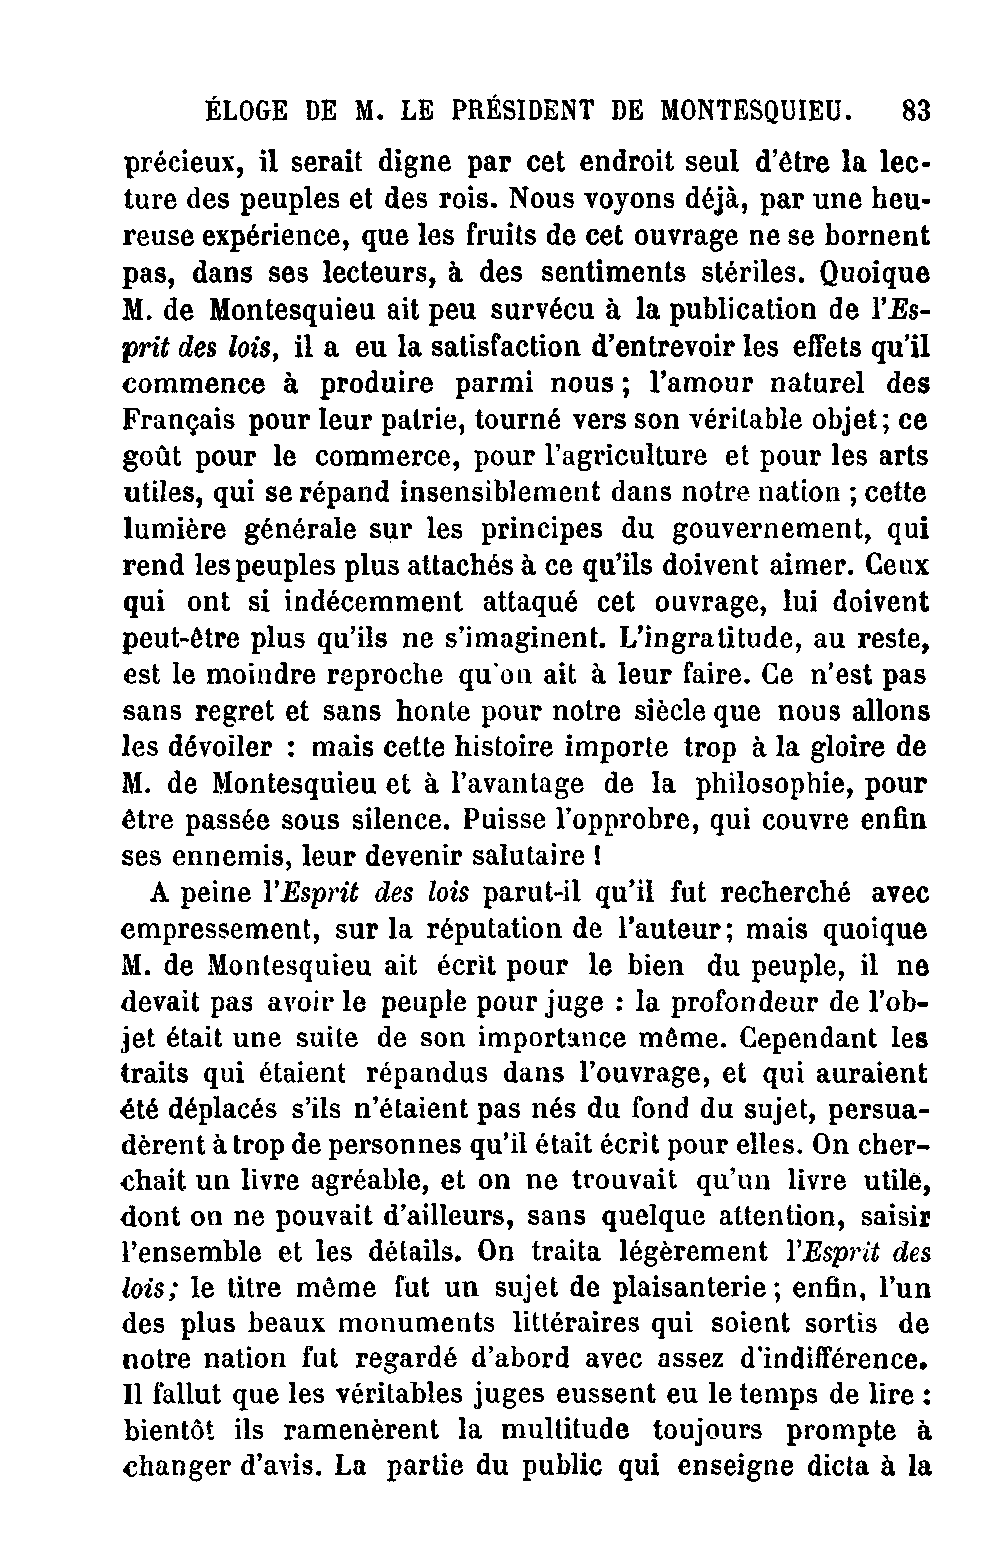 ÉLOGE DE M. LE PRÉSIDENT DE MONTESQUIEU. 83
précieux, il serait digne par cet endroit seul d'être la lec-
ture des peuples et des rois. Nous voyons déjà, par une heu-
reuse expérience, que les fruits de cet ouvrage ne se bornent
pas, dans ses lecteurs, à des sentiments stériles. Quoique
M. de Montesquieu ait peu survécu à la publication de l'Es-
prit des lois, il a eu la satisfaction d'entrevoir les effets qu'il
commence à produire parmi nous ; l'amour naturel des
Français pour leur patrie, tourné vers son véritable objet ; ce
goût pour le commerce, pour l'agriculture et pour les arts
utiles, qui se répand insensiblement dans notre nation ; cette
lumière générale sur les principes du gouvernement, qui
rend les peuples plus attachés à ce qu'ils doivent aimer. Ceux
qui ont si indécemment attaqué cet ouvrage, lui doivent
peut-être plus qu'ils ne s'imaginent. L'ingratitude, au reste,
est le moindre reproche qu'on ait à leur faire. Ce n'est pas
sans regret et sans honte pour notre siècle que nous allons
les dévoiler : mais cette histoire importe trop à la gloire de
M. de Montesquieu et à l'avantage de la philosophie, pour
être passée sous silence. Puisse l'opprobre, qui couvre enfin
ses ennemis, leur devenir salutaire !
A peine l'Esprit des lois parut-il qu'il fut recherché avec
empressement, sur la réputation de l'auteur ; mais quoique
M. de Montesquieu ait écrit pour le bien du peuple, il ne
devait pas avoir le peuple pour juge : la profondeur de l'ob-
jet était une suite de son importance même. Cependant les
traits qui étaient répandus dans l'ouvrage, et qui auraient
été déplacés s'ils n'étaient pas nés du fond du sujet, persua-
dèrent à trop de personnes qu'il était écrit pour elles. On cher-
chait un livre agréable, et on ne trouvait qu'un livre utile,
dont on ne pouvait d'ailleurs, sans quelque attention, saisir
l'ensemble et les détails. On traita légèrement l'Esprit des
lois ; le titre même fut un sujet de plaisanterie ; enfin, l'un
des plus beaux monuments littéraires qui soient sortis de
notre nation fut regardé d'abord avec assez d'indifférence.
Il fallut que les véritables juges eussent eu le temps de lire :
bientôt ils ramenèrent la multitude toujours prompte à
changer d'avis. La partie du public qui enseigne dicta à la